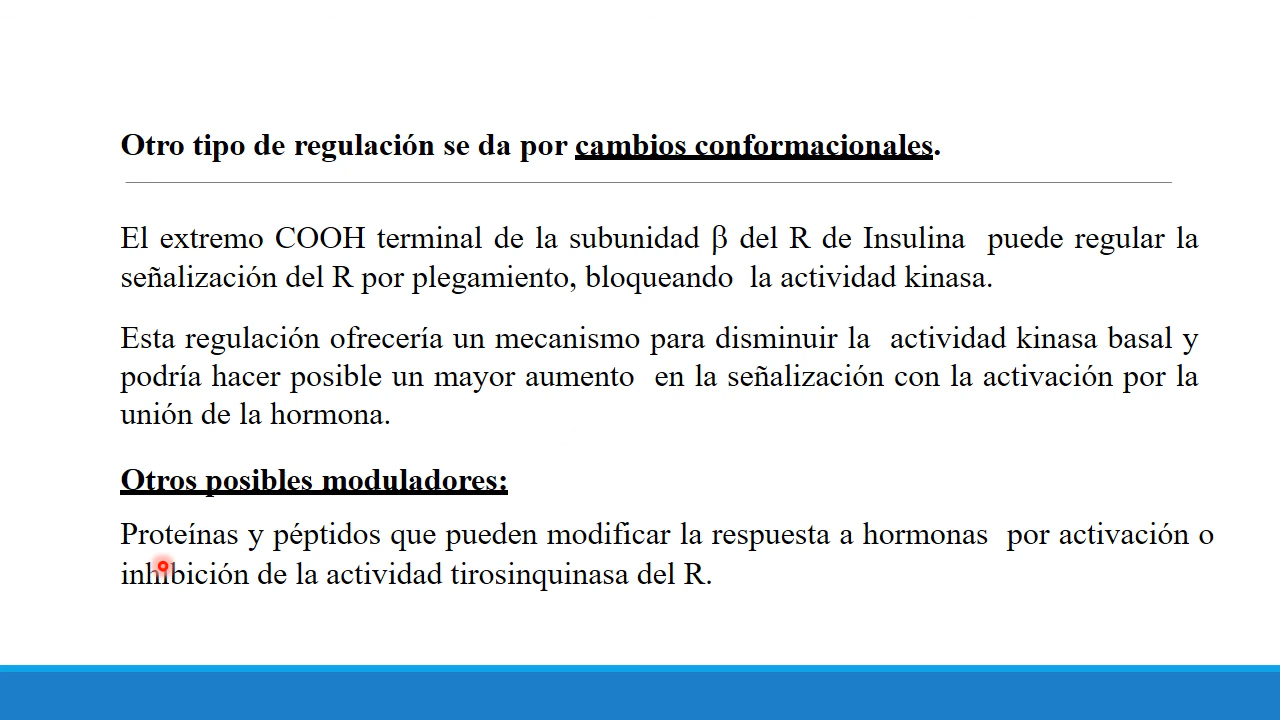 Otro tipo de regulación se da por cambios conformacionales.
El extremo COOH terminal de la subunidad β del R de Insulina puede regular la
señalización del R por plegamiento, bloqueando la actividad kinasa.
Esta regulación ofrecería un mecanismo para disminuir la actividad kinasa basal y
podría hacer posible un mayor aumento en la señalización con la activación por la
unión de la hormona.
Otros posibles moduladores:
Proteínas y péptidos que pueden modificar la respuesta a hormonas por activación o
inhibición de la actividad tirosinquinasa del R.